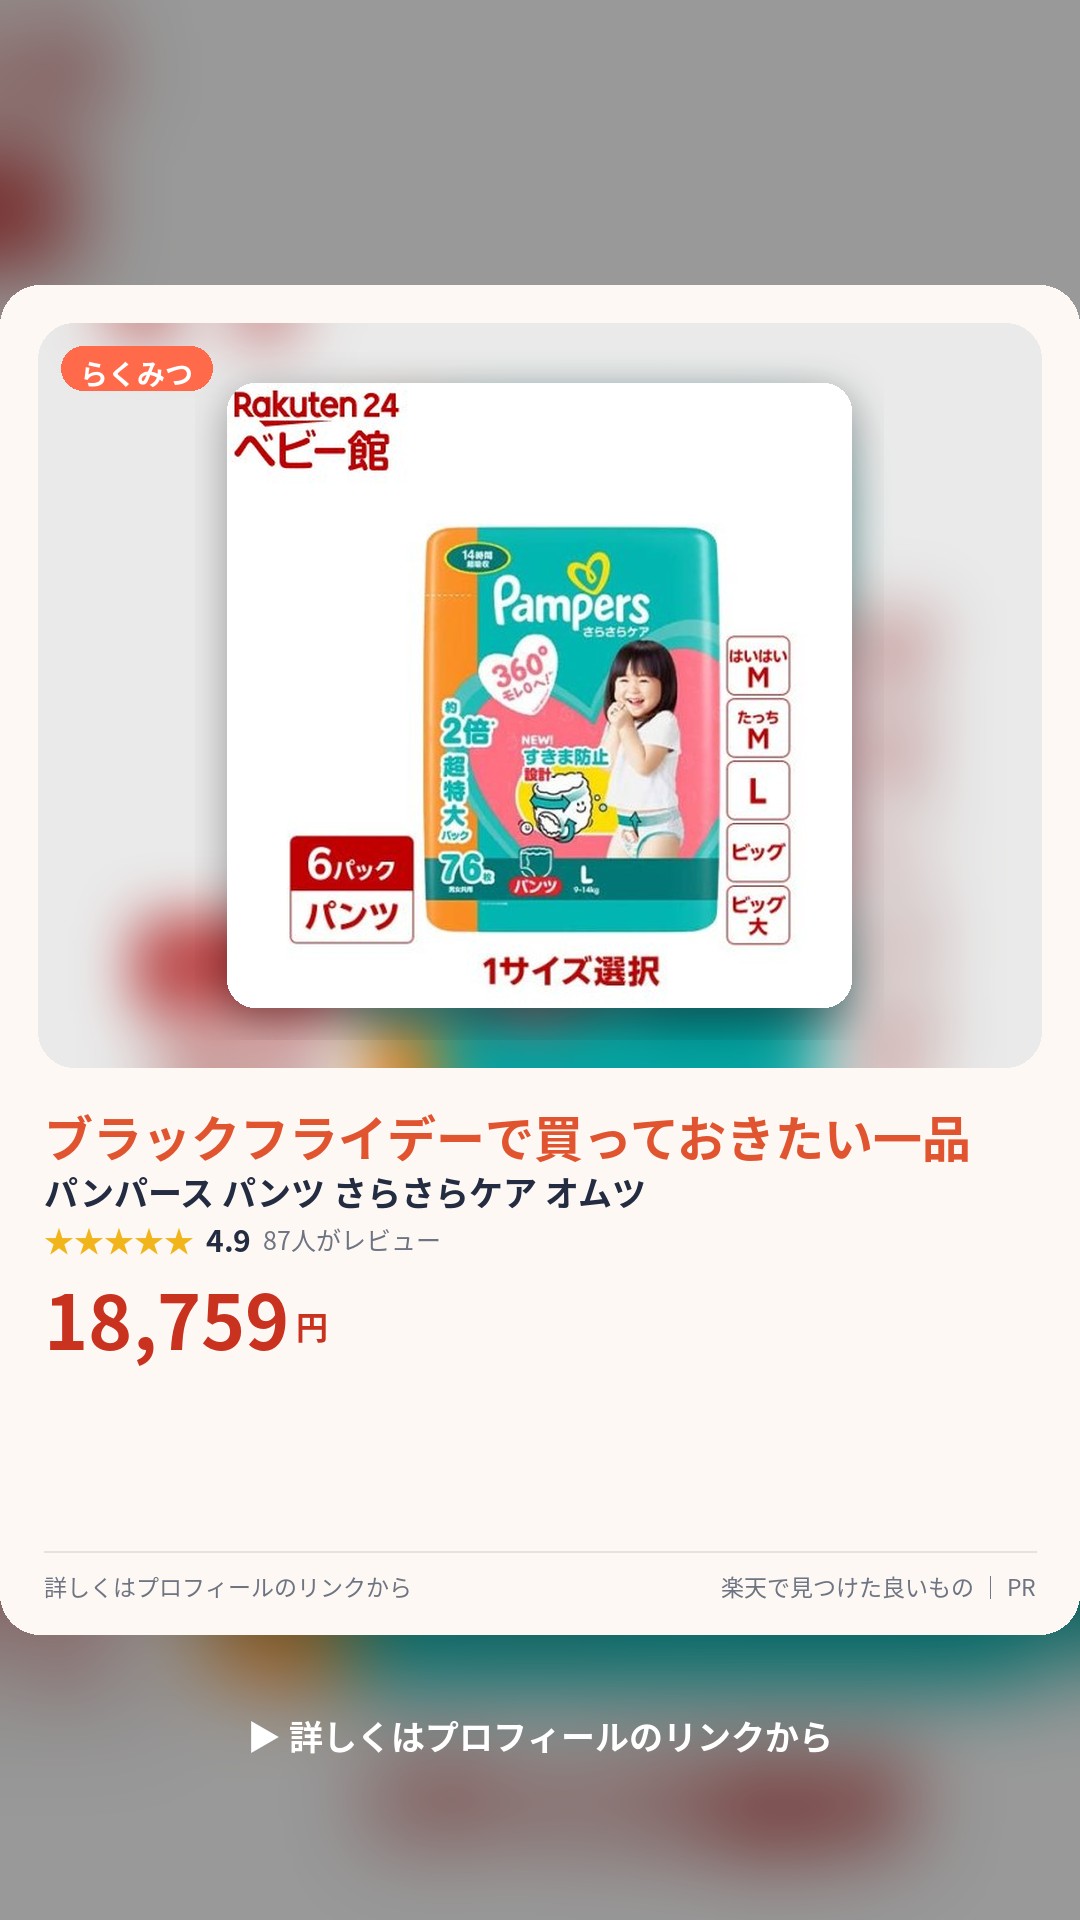 らくみつ
Rakuten 24
ベビー館
14時間
超吸収
Pampers
さらさらケア
360°
モレ0へ!
約
2倍
超特大
パック
NEW!
すきま防止
設計
76枚
男女共用
パンツ
L
9-14kg
はいはい
M
たっち
M
L
ビッグ
ビッグ
大
6パック
パンツ
1サイズ選択
ブラックフライデーで買っておきたい一品
パンパース パンツ さらさらケア オムツ
★★★★★ 4.9 87人がレビュー
18,759円
詳しくはプロフィールのリンクから
楽天で見つけた良いもの | PR
▶ 詳しくはプロフィールのリンクから